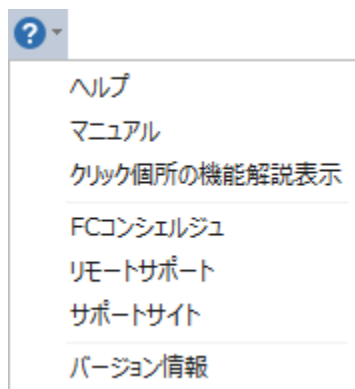 ?
ヘルプ
マニュアル
クリック個所の機能解説表示
FCコンシェルジュ
リモートサポート
サポートサイト
バージョン情報